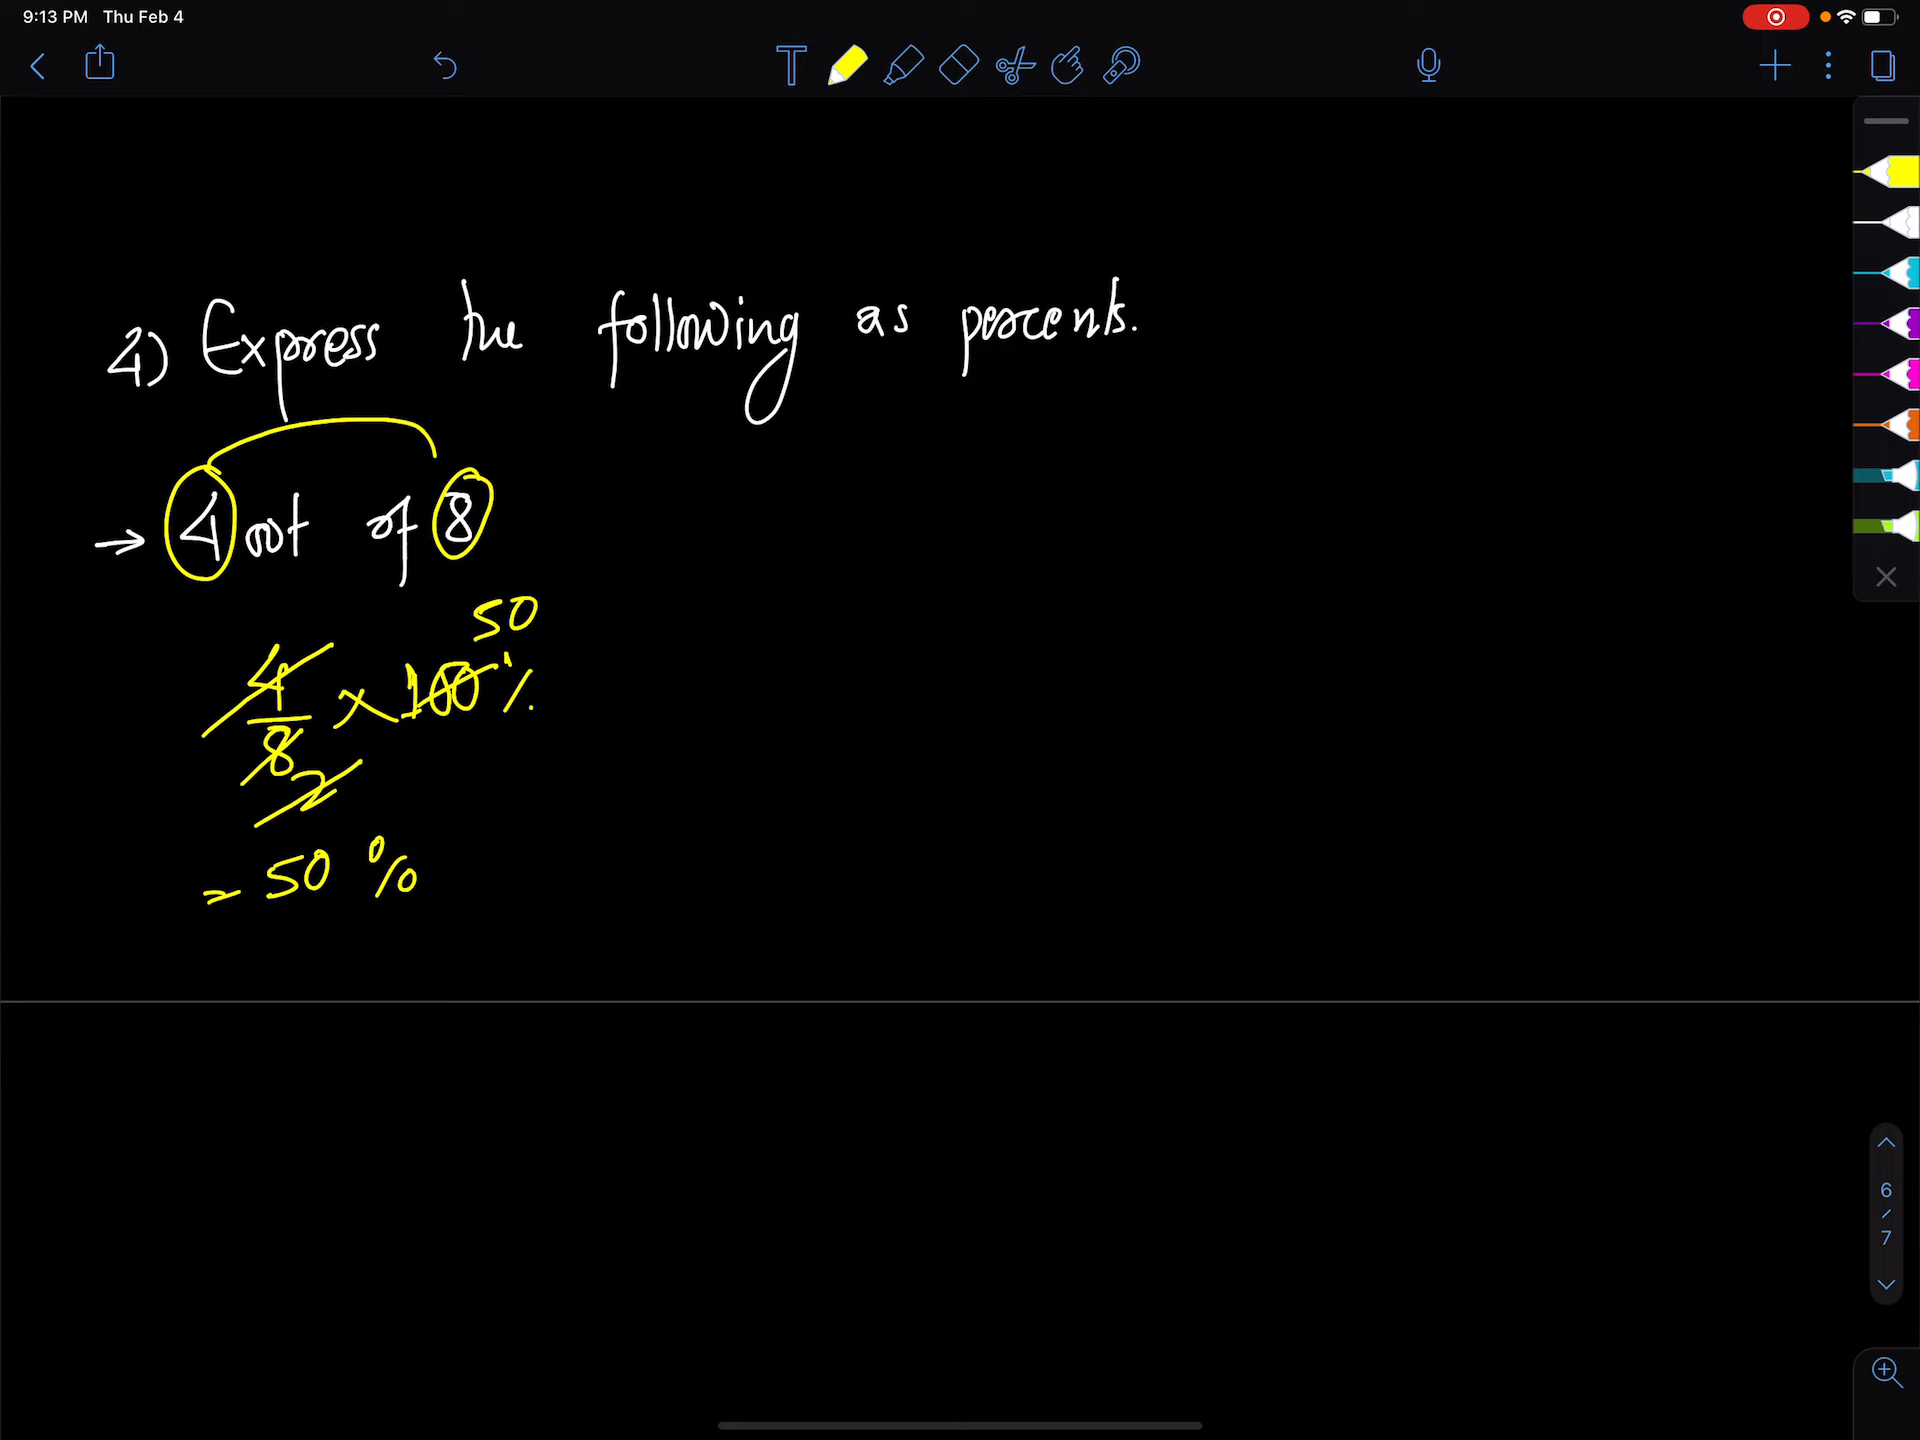 9:13 PM Thu Feb 4
4) Express the following as percents.
→ 4 out of 8
50
4/8 × 100 %
2
= 50 %
6
/
7